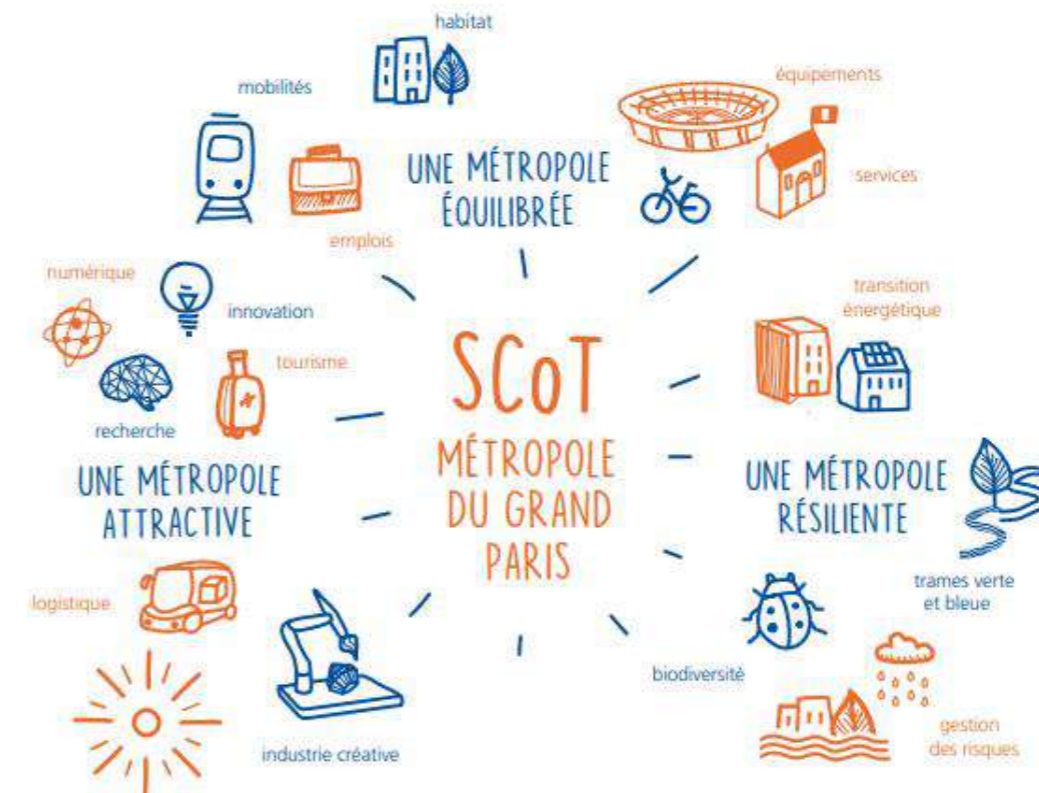 habitat
mobilités
équipements
UNE MÉTROPOLE
ÉQUILIBRÉE
services
emplois
numérique
innovation
tourisme
recherche
transition
énergétique
SCoT
MÉTROPOLE
DU GRAND
PARIS
UNE MÉTROPOLE
ATTRACTIVE
UNE MÉTROPOLE
RÉSILIENTE
trames verte
et bleue
logistique
industrie créative
biodiversité
gestion
des risques